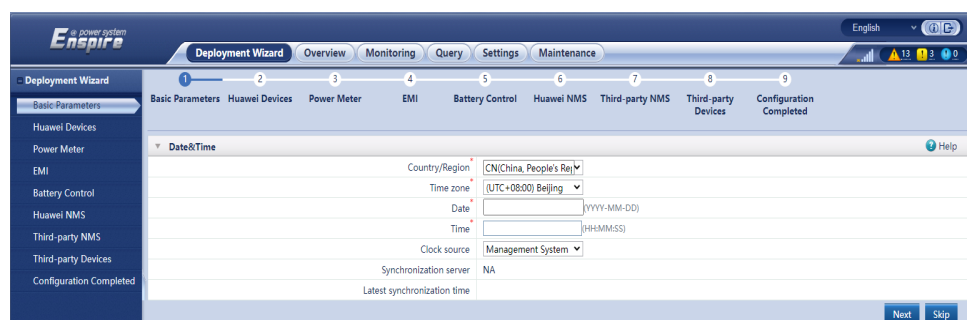 @ power system
Enspire
English
Deployment Wizard Overview Monitoring Query Settings Maintenance
13 3 0
Deployment Wizard
Basic Parameters
Huawei Devices
Power Meter
EMI
Battery Control
Huawei NMS
Third-party NMS
Third-party Devices
Configuration Completed
1 2 3 4 5 6 7 8 9
Basic Parameters Huawei Devices Power Meter EMI Battery Control Huawei NMS Third-party NMS Third-party Devices Configuration Completed
Date&Time Help
Country/Region * CN(China, People's Rep
Time zone * (UTC+08:00) Beijing
Date * (YYYY-MM-DD)
Time * (HH:MM:SS)
Clock source Management System
Synchronization server NA
Latest synchronization time
Next Skip